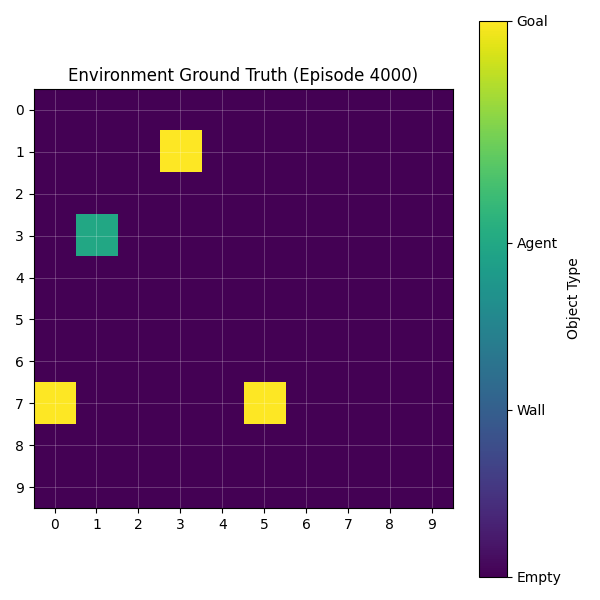 Environment Ground Truth (Episode 4000)
0
1
2
3
4
5
6
7
8
9
0 1 2 3 4 5 6 7 8 9
Goal
Agent
Wall
Empty
Object Type